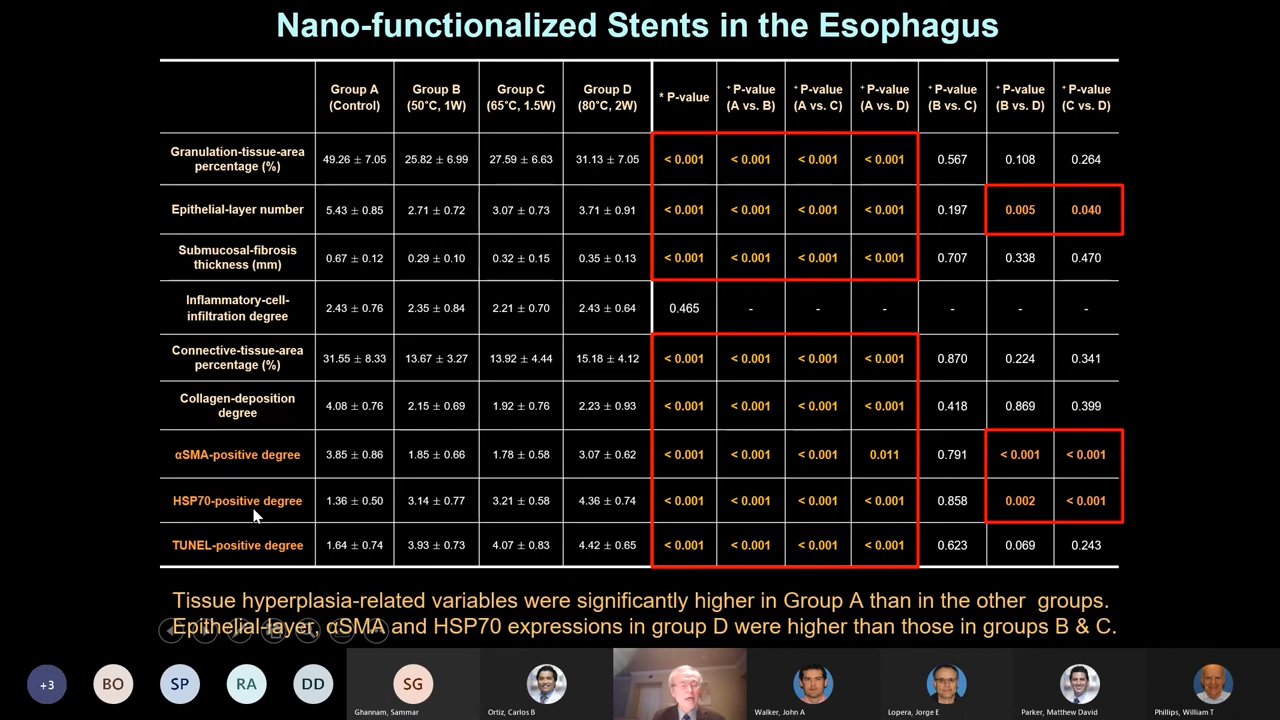 Nano-functionalized Stents in the Esophagus
Group A (Control) Group B (50°C, 1W) Group C (65°C, 1.5W) Group D (80°C, 2W) * P-value ⁺ P-value (A vs. B) ⁺ P-value (A vs. C) ⁺ P-value (A vs. D) ⁺ P-value (B vs. C) ⁺ P-value (B vs. D) ⁺ P-value (C vs. D)
Granulation-tissue-area percentage (%) 49.26 ± 7.05 25.82 ± 6.99 27.59 ± 6.63 31.13 ± 7.05 < 0.001 < 0.001 < 0.001 < 0.001 0.567 0.108 0.264
Epithelial-layer number 5.43 ± 0.85 2.71 ± 0.72 3.07 ± 0.73 3.71 ± 0.91 < 0.001 < 0.001 < 0.001 < 0.001 0.197 0.005 0.040
Submucosal-fibrosis thickness (mm) 0.67 ± 0.12 0.29 ± 0.10 0.32 ± 0.15 0.35 ± 0.13 < 0.001 < 0.001 < 0.001 < 0.001 0.707 0.338 0.470
Inflammatory-cell-infiltration degree 2.43 ± 0.76 2.35 ± 0.84 2.21 ± 0.70 2.43 ± 0.64 0.465 - - - - - -
Connective-tissue-area percentage (%) 31.55 ± 8.33 13.67 ± 3.27 13.92 ± 4.44 15.18 ± 4.12 < 0.001 < 0.001 < 0.001 < 0.001 0.870 0.224 0.341
Collagen-deposition degree 4.08 ± 0.76 2.15 ± 0.69 1.92 ± 0.76 2.23 ± 0.93 < 0.001 < 0.001 < 0.001 < 0.001 0.418 0.869 0.399
αSMA-positive degree 3.85 ± 0.86 1.85 ± 0.66 1.78 ± 0.58 3.07 ± 0.62 < 0.001 < 0.001 < 0.001 0.011 0.791 < 0.001 < 0.001
HSP70-positive degree 1.36 ± 0.50 3.14 ± 0.77 3.21 ± 0.58 4.36 ± 0.74 < 0.001 < 0.001 < 0.001 < 0.001 0.858 0.002 < 0.001
TUNEL-positive degree 1.64 ± 0.74 3.93 ± 0.73 4.07 ± 0.83 4.42 ± 0.65 < 0.001 < 0.001 < 0.001 < 0.001 0.623 0.069 0.243
Tissue hyperplasia-related variables were significantly higher in Group A than in the other groups.
Epithelial-layer, αSMA and HSP70 expressions in group D were higher than those in groups B & C.
+3 BO SP RA DD SG
Ghannam, Sammar Ortiz, Carlos B Walker, John A Lopera, Jorge E Parker, Matthew David Phillips, William T